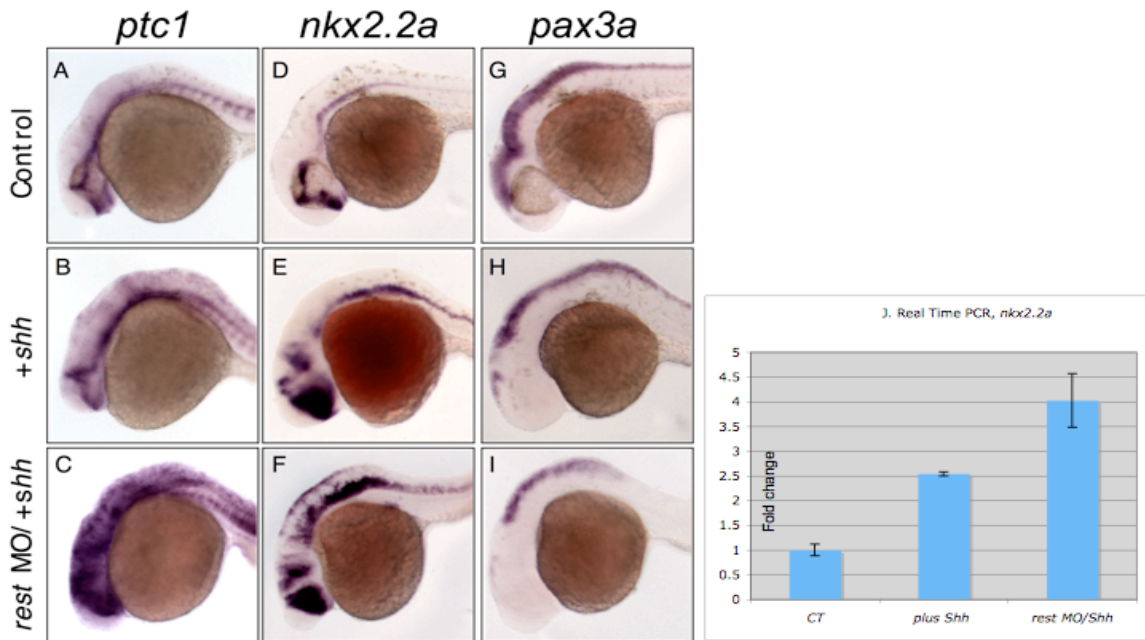 ptc1 nkx2.2a pax3a
Control
A
D
G
+shh
B
E
H
rest MO/+shh
C
F
I
J. Real Time PCR, nkx2.2a
Fold change
5
4.5
4
3.5
3
2.5
2
1.5
1
0.5
0
CT plus Shh rest MO/Shh